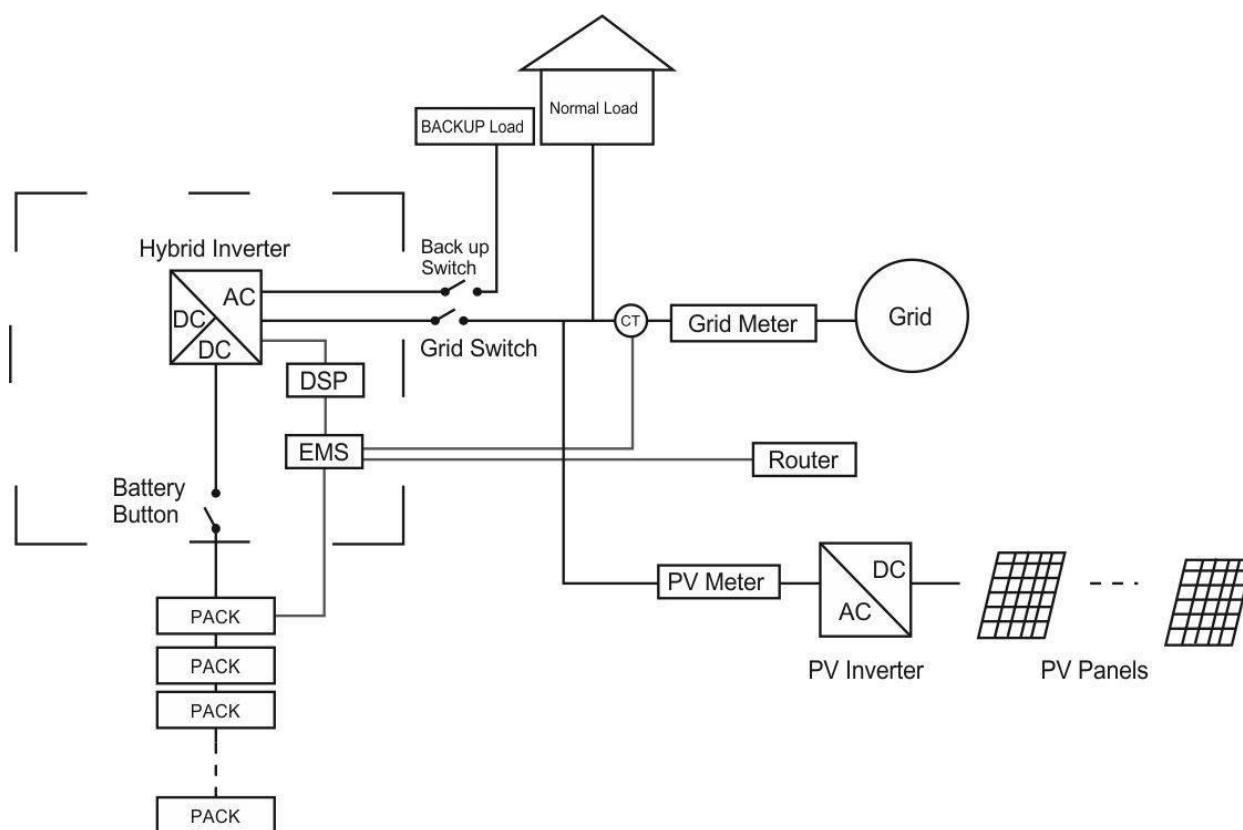 Normal Load
BACKUP Load
Hybrid Inverter
Back up
Switch
AC
DC
DC
CT
Grid Meter
Grid
Grid Switch
DSP
EMS
Router
Battery
Button
PV Meter
DC
AC
PACK
PV Inverter
PV Panels
PACK
PACK
PACK